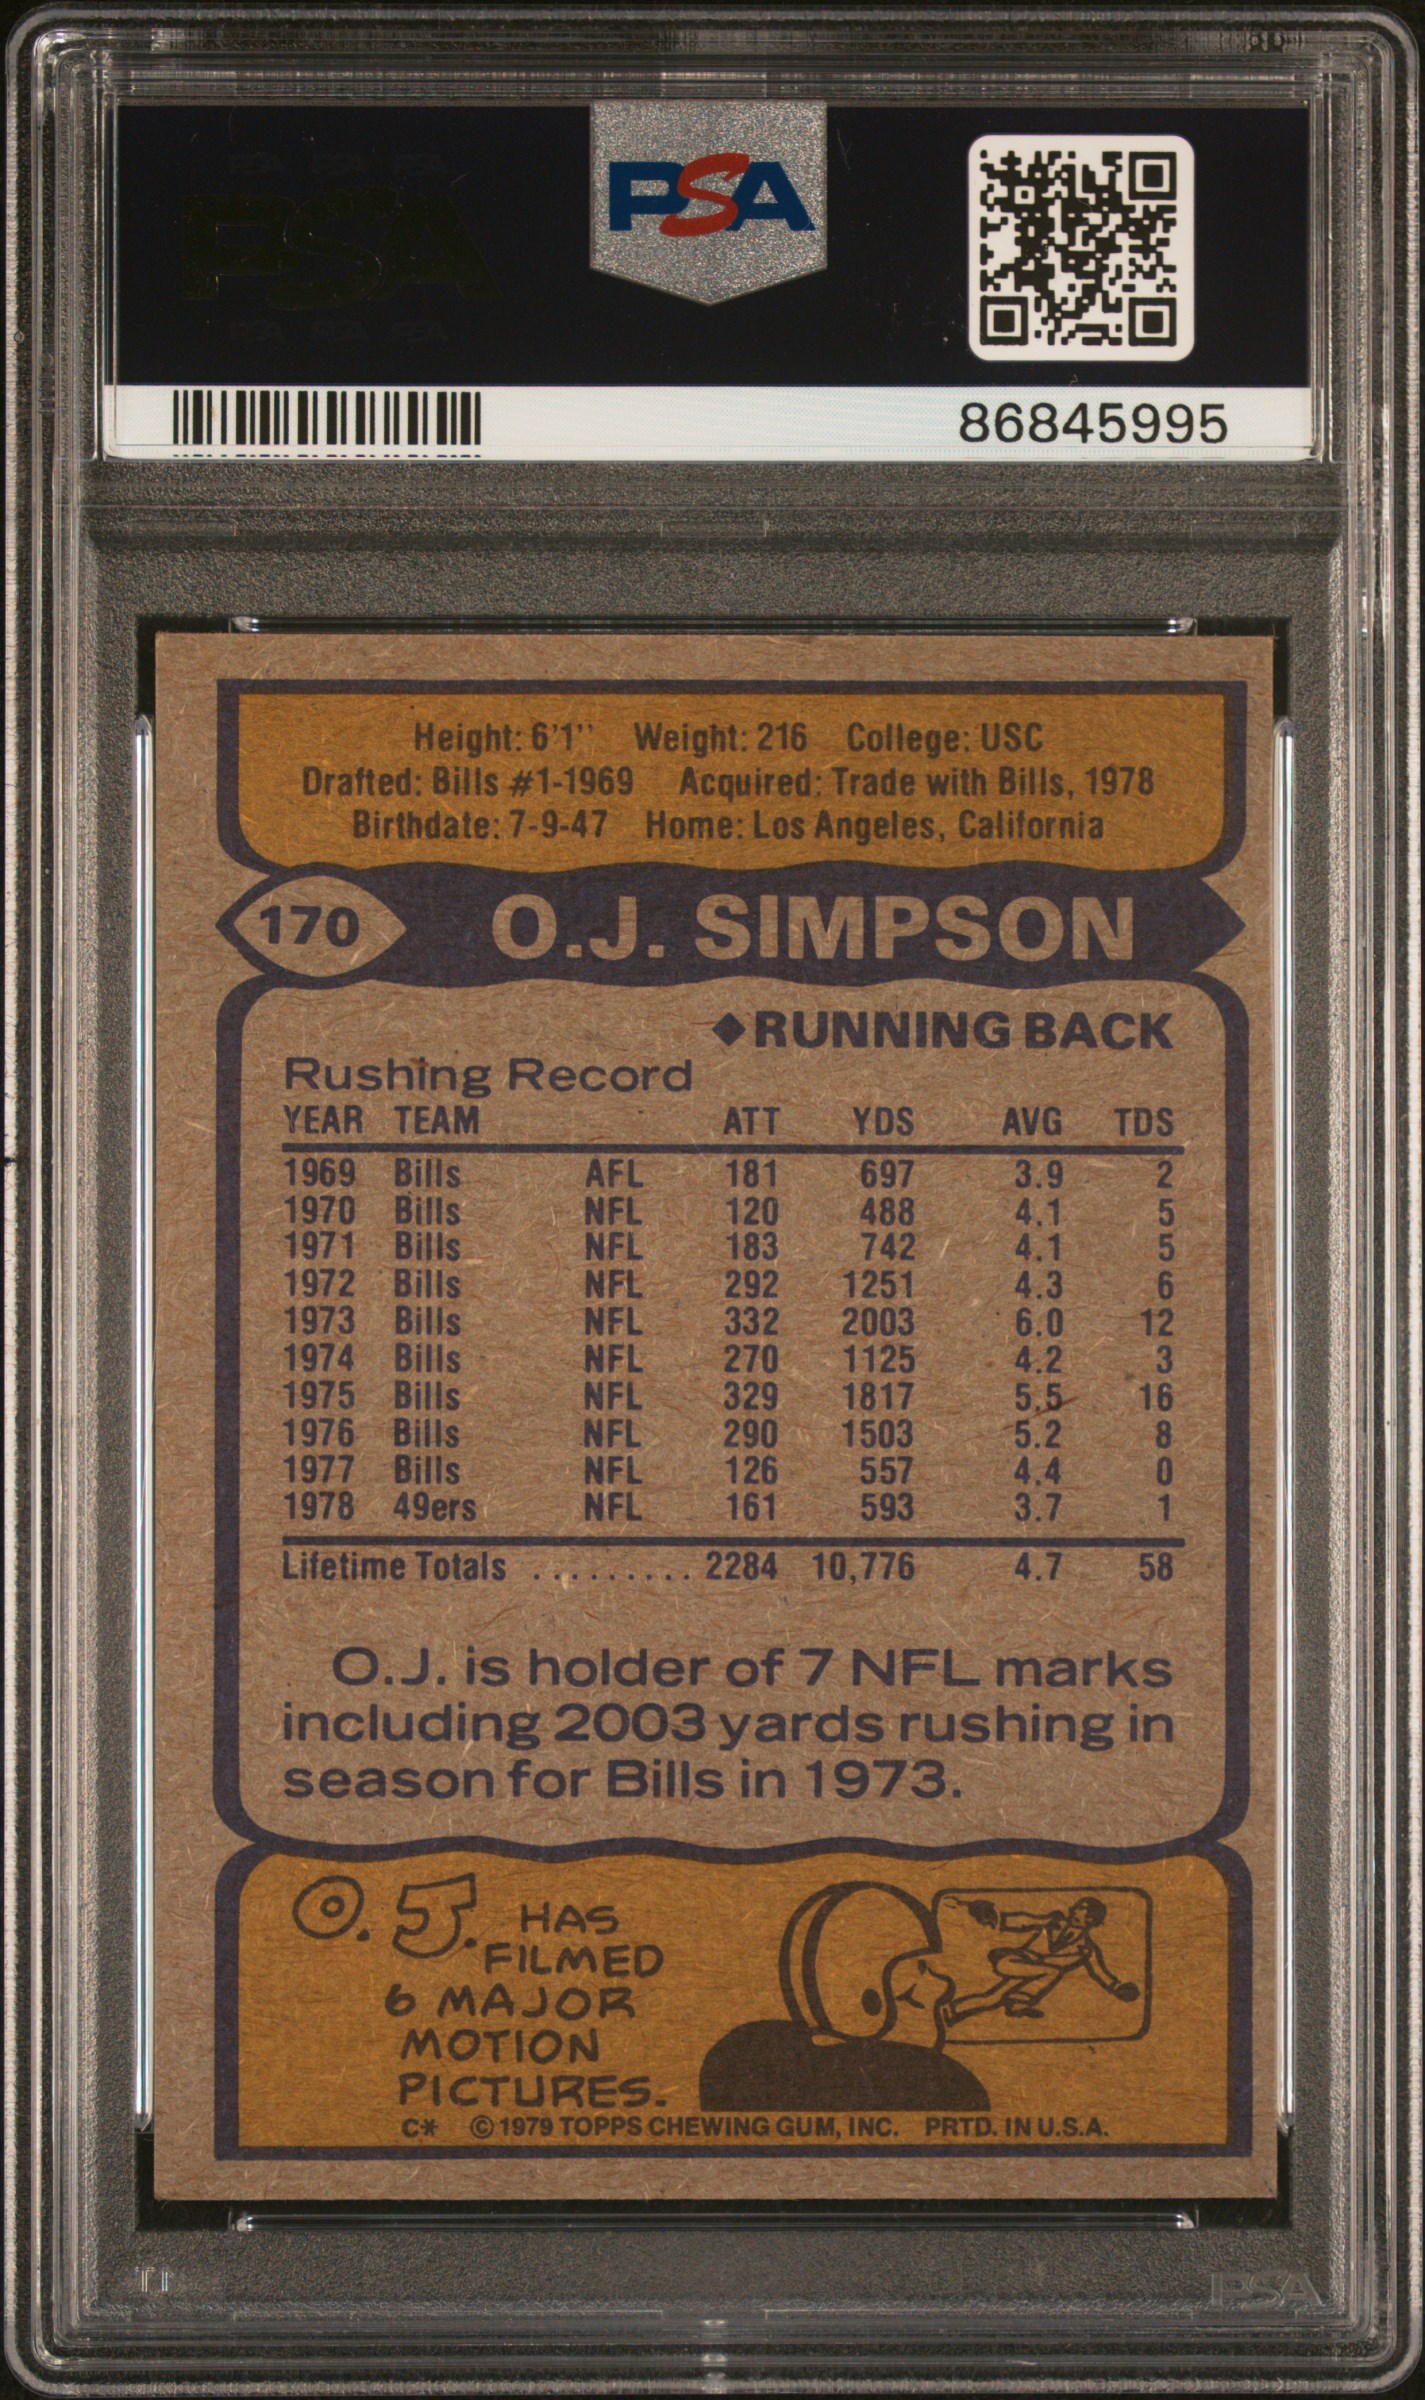 PSA
PSA
86845995
Height: 6'1" Weight: 216 College: USC
Drafted: Bills #1-1969 Acquired: Trade with Bills, 1978
Birthdate: 7-9-47 Home: Los Angeles, California
170 O.J. SIMPSON
◆RUNNING BACK
Rushing Record
YEAR TEAM ATT YDS AVG TDS
1969 Bills AFL 181 697 3.9 2
1970 Bills NFL 120 488 4.1 5
1971 Bills NFL 183 742 4.1 5
1972 Bills NFL 292 1251 4.3 6
1973 Bills NFL 332 2003 6.0 12
1974 Bills NFL 270 1125 4.2 3
1975 Bills NFL 329 1817 5.5 16
1976 Bills NFL 290 1503 5.2 8
1977 Bills NFL 126 557 4.4 0
1978 49ers NFL 161 593 3.7 1
Lifetime Totals ......... 2284 10,776 4.7 58
O.J. is holder of 7 NFL marks
including 2003 yards rushing in
season for Bills in 1973.
O.J. HAS
FILMED
6 MAJOR
MOTION
PICTURES.
C* © 1979 TOPPS CHEWING GUM, INC. PRTD. IN U.S.A.
PSA